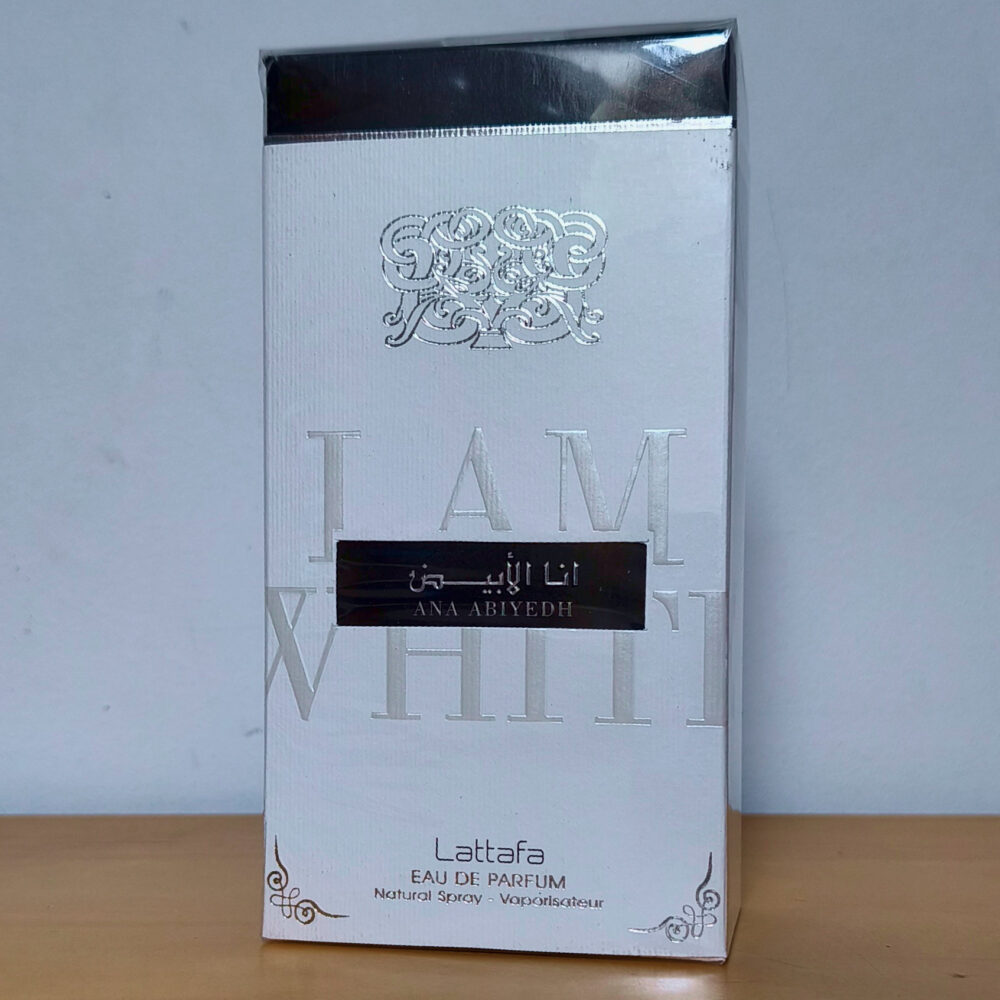 I AM
انا الأبيض
ANA ABIYEDH
WHITE
Lattafa
EAU DE PARFUM
Natural Spray - Vaporisateur